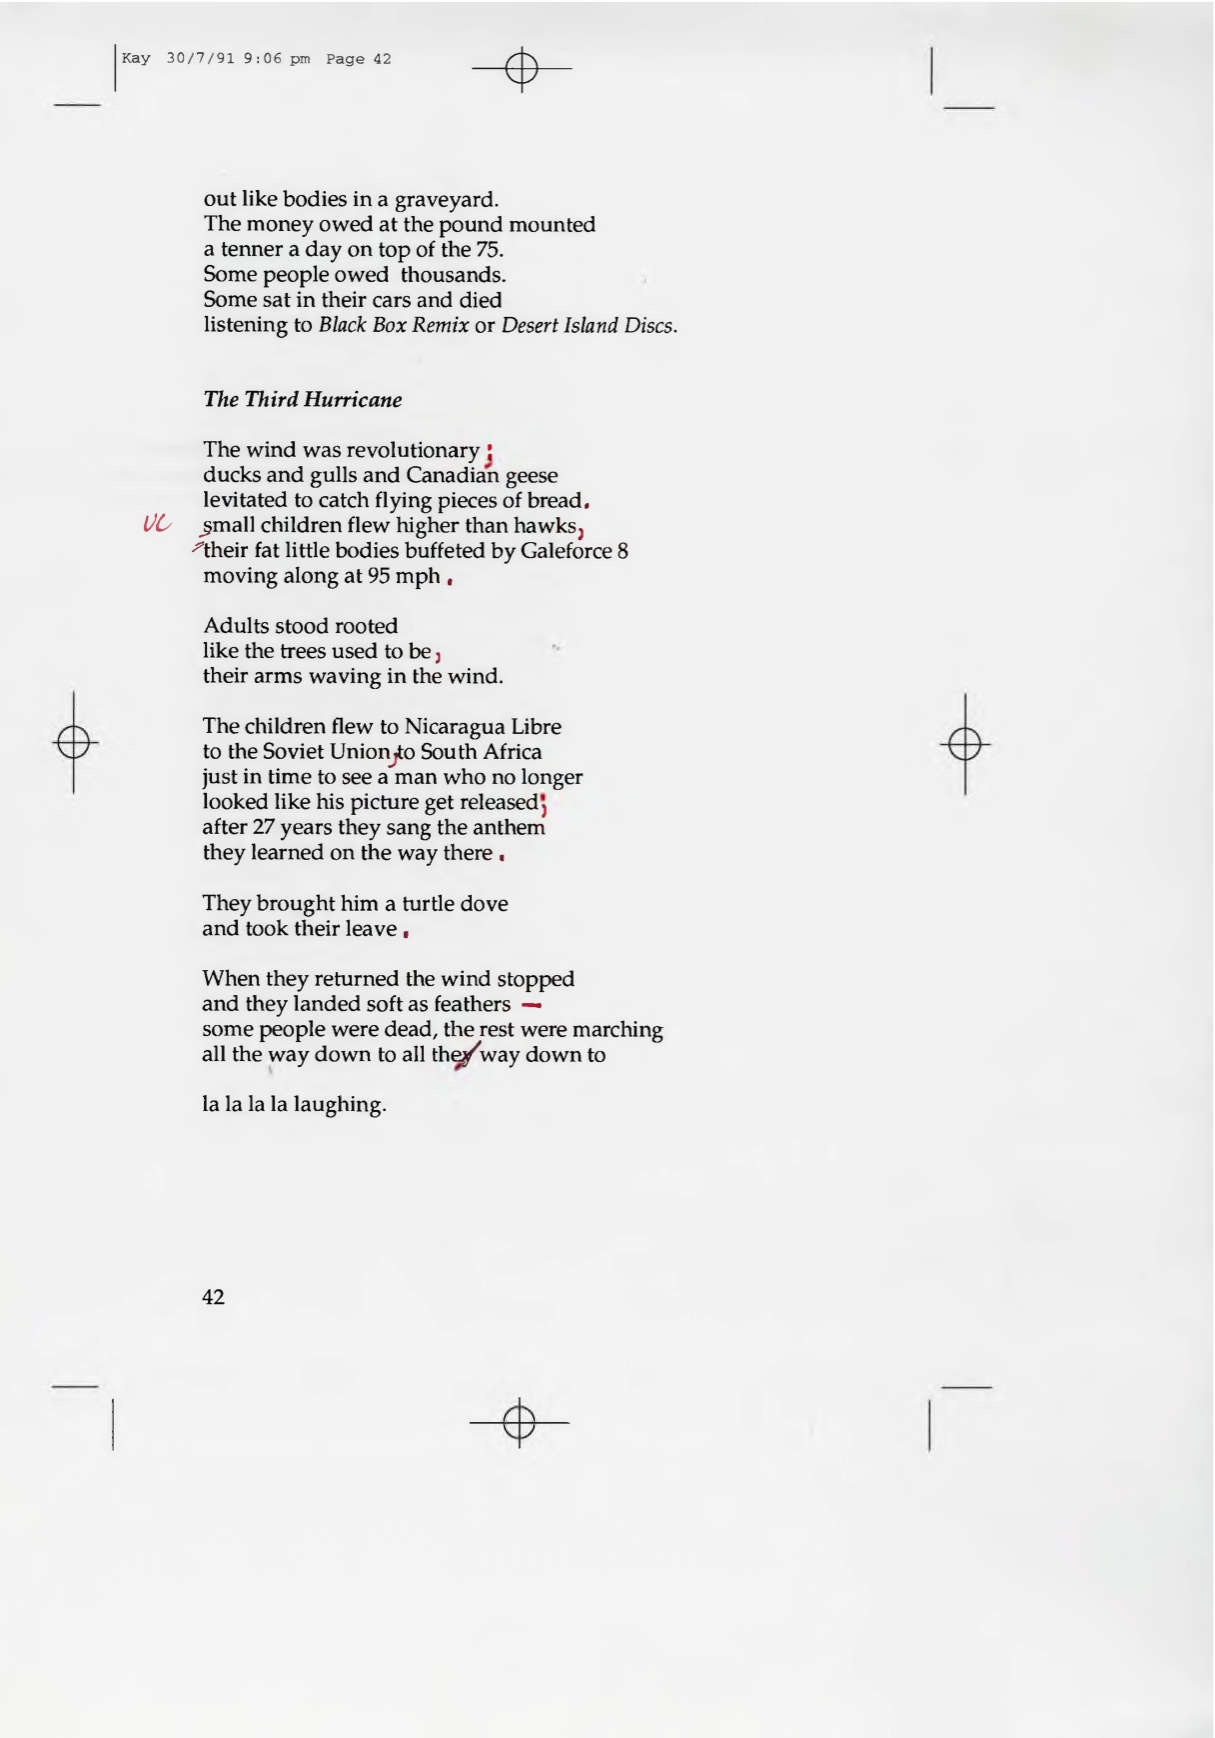 Kay 30/7/91 9:06 pm Page 42
out like bodies in a graveyard.
The money owed at the pound mounted
a tenner a day on top of the 75.
Some people owed thousands.
Some sat in their cars and died
listening to Black Box Remix or Desert Island Discs.
The Third Hurricane
The wind was revolutionary ;
ducks and gulls and Canadian geese
levitated to catch flying pieces of bread.
UC small children flew higher than hawks,
their fat little bodies buffeted by Galeforce 8
moving along at 95 mph .
Adults stood rooted
like the trees used to be,
their arms waving in the wind.
The children flew to Nicaragua Libre
to the Soviet Union, to South Africa
just in time to see a man who no longer
looked like his picture get released;
after 27 years they sang the anthem
they learned on the way there .
They brought him a turtle dove
and took their leave .
When they returned the wind stopped
and they landed soft as feathers –
some people were dead, the rest were marching
all the way down to all they way down to
la la la la laughing.
42